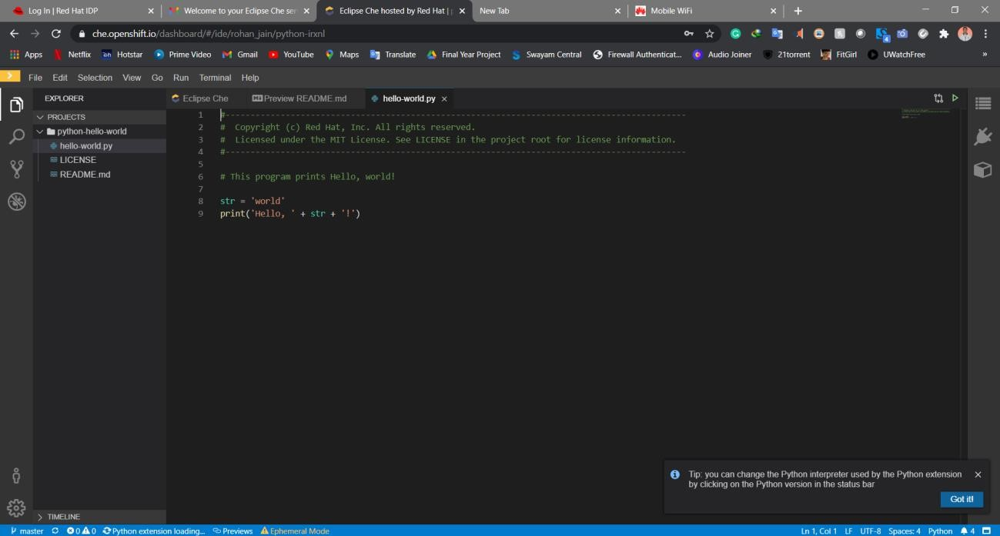 Log In | Red Hat IDP
Welcome to your Eclipse Che ser
Eclipse Che hosted by Red Hat | p
New Tab
Mobile WiFi
che.openshift.io/dashboard/#/ide/rohan_jain/python-irxnl
Apps
Netflix
Hotstar
Prime Video
Gmail
YouTube
Maps
Translate
Final Year Project
Swayam Central
Firewall Authenticat...
Audio Joiner
21torrent
FitGirl
UWatchFree
»
File Edit Selection View Go Run Terminal Help
EXPLORER
PROJECTS
python-hello-world
hello-world.py
LICENSE
README.md
TIMELINE
Eclipse Che
Preview README.md
hello-world.py
1 #--------------------------------------------------------------------------------------------
2 #  Copyright (c) Red Hat, Inc. All rights reserved.
3 #  Licensed under the MIT License. See LICENSE in the project root for license information.
4 #--------------------------------------------------------------------------------------------
5
6 # This program prints Hello, world!
7
8 str = 'world'
9 print('Hello, ' + str + '!')
Tip: you can change the Python interpreter used by the Python extension
by clicking on the Python version in the status bar
Got it!
master 0 0 Python extension loading... Previews Ephemeral Mode
Ln 1, Col 1 LF UTF-8 Spaces: 4 Python 4